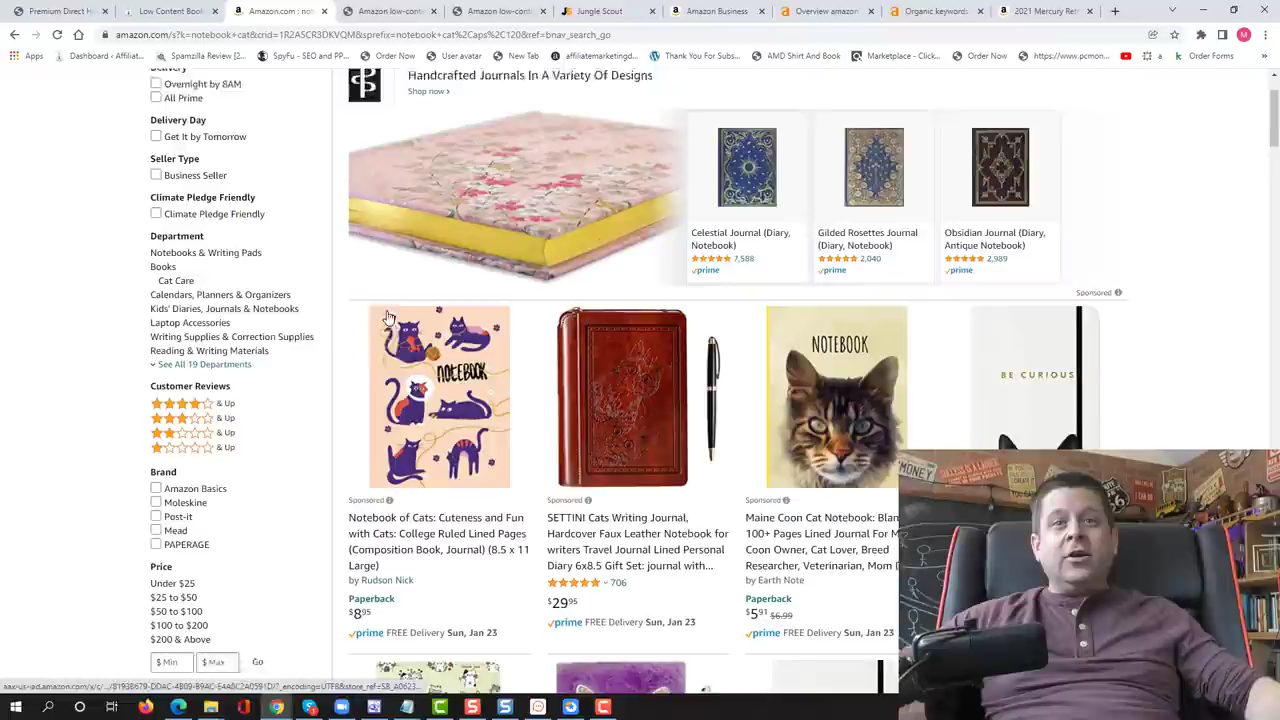 Low Content Book
Amazon.com : not
Amazon low-cont
Amazon low-cont
Jungle Scout
Amazon Business
Overview amazon
Organic keywords
2021 Mercury Ret
amazon.com/s?k=notebook+cat&crid=1R2A5CR3DKVQM&sprefix=notebook+cat%2Caps%2C120&ref=bnav_search_go
Apps
Dashboard ‹ Affiliat...
Spamzilla Review [2...
SpyFu - SEO and PP...
Order Now
User avatar
New Tab
affiliatemarketingd...
Thank You For Subs...
AMD Shirt And Book
Marketplace - Click...
Order Now
https://www.pcmon...
Order Forms
Delivery
Overnight by 8AM
All Prime
Delivery Day
Get It by Tomorrow
Seller Type
Business Seller
Climate Pledge Friendly
Climate Pledge Friendly
Department
Notebooks & Writing Pads
Books
Cat Care
Calendars, Planners & Organizers
Kids' Diaries, Journals & Notebooks
Laptop Accessories
Writing Supplies & Correction Supplies
Reading & Writing Materials
See All 19 Departments
Customer Reviews
& Up
& Up
& Up
& Up
Brand
Amazon Basics
Moleskine
Post-it
Mead
PAPERAGE
Price
Under $25
$25 to $50
$50 to $100
$100 to $200
$200 & Above
$ Min
$ Max
Go
Handcrafted Journals In A Variety Of Designs
Shop now ›
Celestial Journal (Diary,
Notebook)
7,588
prime
Gilded Rosettes Journal
(Diary, Notebook)
2,040
prime
Obsidian Journal (Diary,
Antique Notebook)
2,989
prime
Sponsored
NOTEBOOK
NOTEBOOK
BE CURIOUS
Sponsored
Notebook of Cats: Cuteness and Fun
with Cats: College Ruled Lined Pages
(Composition Book, Journal) (8.5 x 11
Large)
by Rudson Nick
Paperback
$8.95
prime FREE Delivery Sun, Jan 23
Sponsored
SETTINI Cats Writing Journal,
Hardcover Faux Leather Notebook for
writers Travel Journal Lined Personal
Diary 6x8.5 Gift Set: journal with...
706
$29.95
prime FREE Delivery Sun, Jan 23
Sponsored
Maine Coon Cat Notebook: Blan
100+ Pages Lined Journal For M
Coon Owner, Cat Lover, Breed
Researcher, Veterinarian, Mom D
by Earth Note
Paperback
$5.91 $6.99
prime FREE Delivery Sun, Jan 23
MONEY
I CAN DO